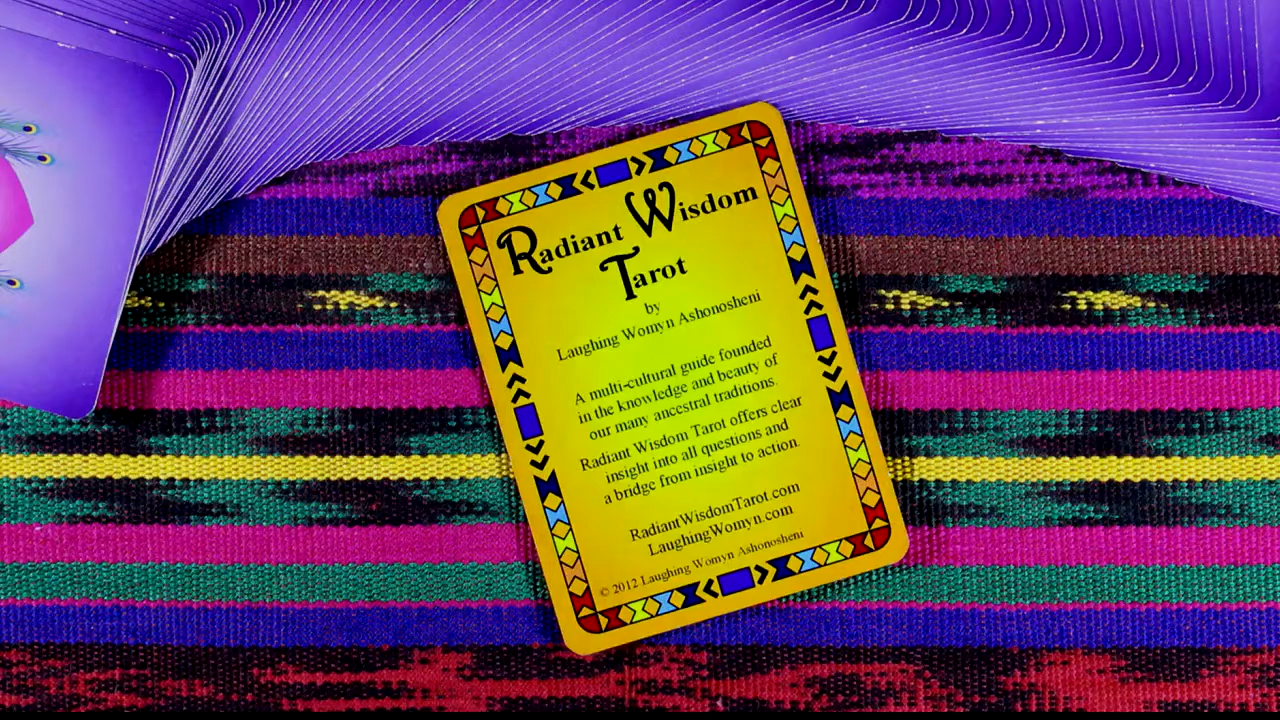 Radiant Wisdom
Tarot
by
Laughing Womyn Ashonosheni
A multi-cultural guide founded
in the knowledge and beauty of
our many ancestral traditions.
Radiant Wisdom Tarot offers clear
insight into all questions and
a bridge from insight to action.
RadiantWisdomTarot.com
LaughingWomyn.com
© 2012 Laughing Womyn Ashonosheni